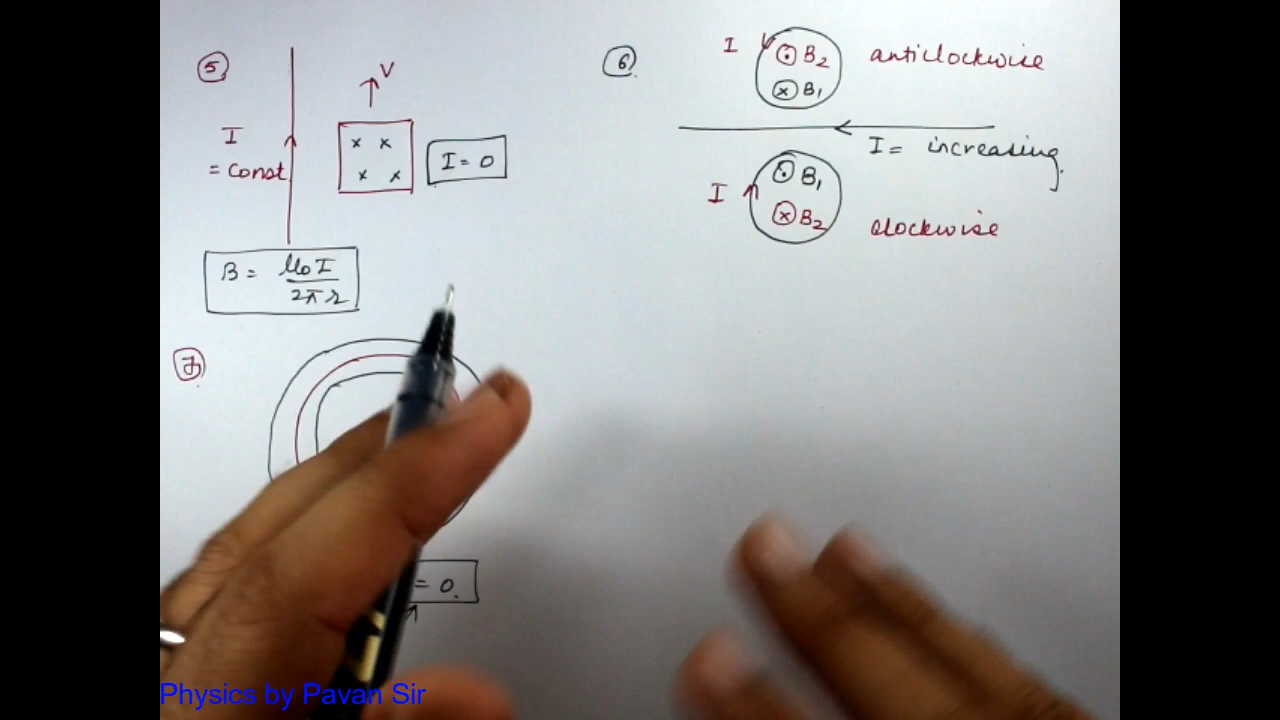 5
V
I
= const
x x
x x
I = 0
B = μ₀I / 2πr
7
= 0.
6
I
⊙ B₂
⊗ B₁
anticlockwise
I = increasing
⊙ B₁
I
⊗ B₂
clockwise
Physics by Pavan Sir